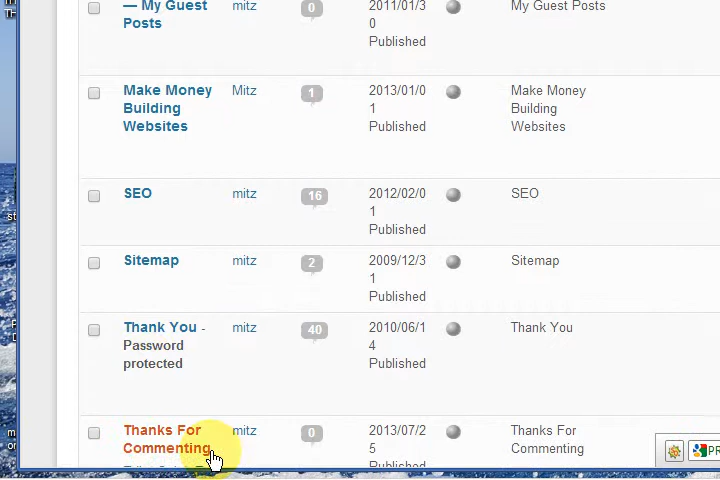 — My Guest
Posts
mitz
0
2011/01/3
0
Published
My Guest Posts
Make Money
Building
Websites
Mitz
1
2013/01/0
1
Published
Make Money
Building
Websites
SEO
mitz
16
2012/02/0
1
Published
SEO
Sitemap
mitz
2
2009/12/3
1
Published
Sitemap
Thank You -
Password
protected
mitz
40
2010/06/1
4
Published
Thank You
Thanks For
Commenting
mitz
0
2013/07/2
5
Published
Thanks For
Commenting
PR